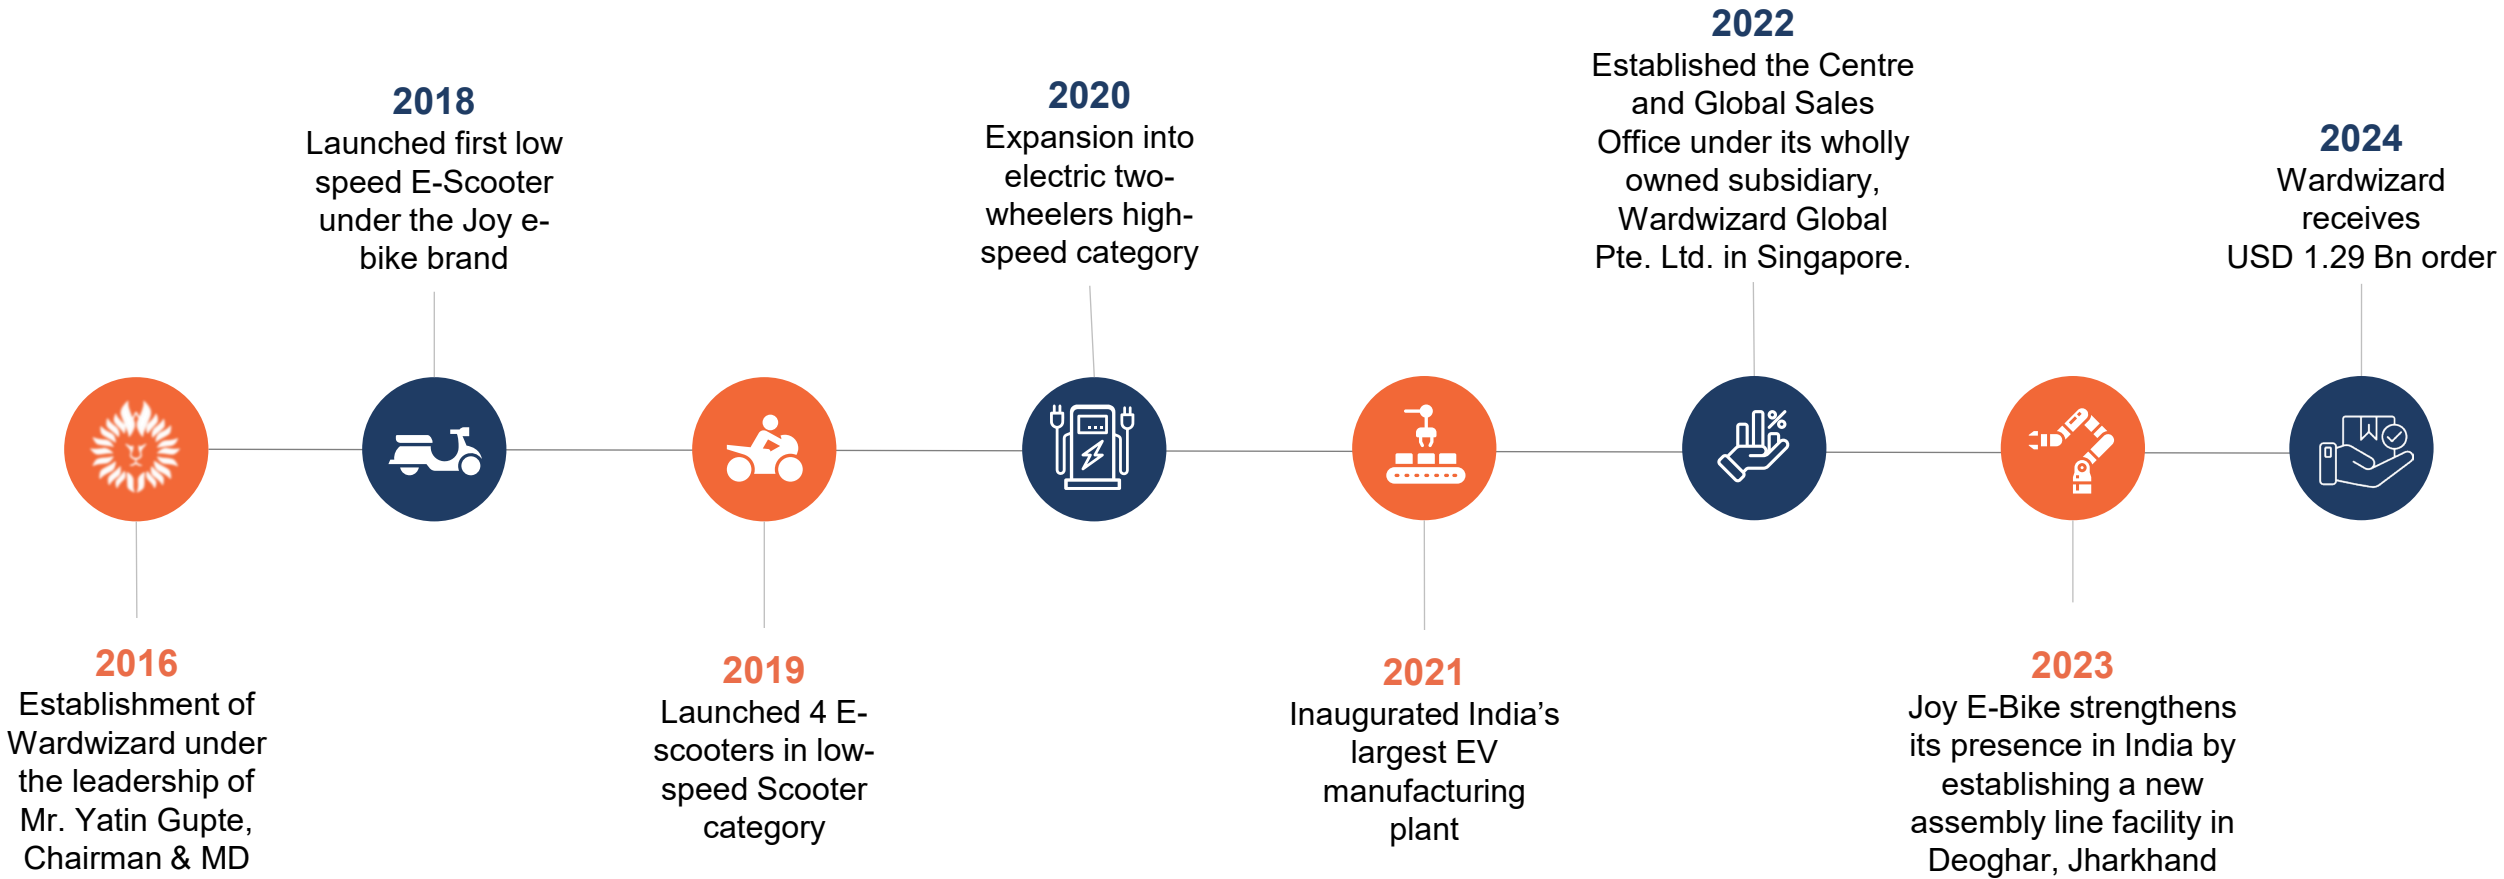 2016
Establishment of
Wardwizard under
the leadership of
Mr. Yatin Gupte,
Chairman & MD
2018
Launched first low
speed E-Scooter
under the Joy e-
bike brand
2019
Launched 4 E-
scooters in low-
speed Scooter
category
2020
Expansion into
electric two-
wheelers high-
speed category
2021
Inaugurated India’s
largest EV
manufacturing
plant
2022
Established the Centre
and Global Sales
Office under its wholly
owned subsidiary,
Wardwizard Global
Pte. Ltd. in Singapore.
%
2023
Joy E-Bike strengthens
its presence in India by
establishing a new
assembly line facility in
Deoghar, Jharkhand
2024
Wardwizard
receives
USD 1.29 Bn order